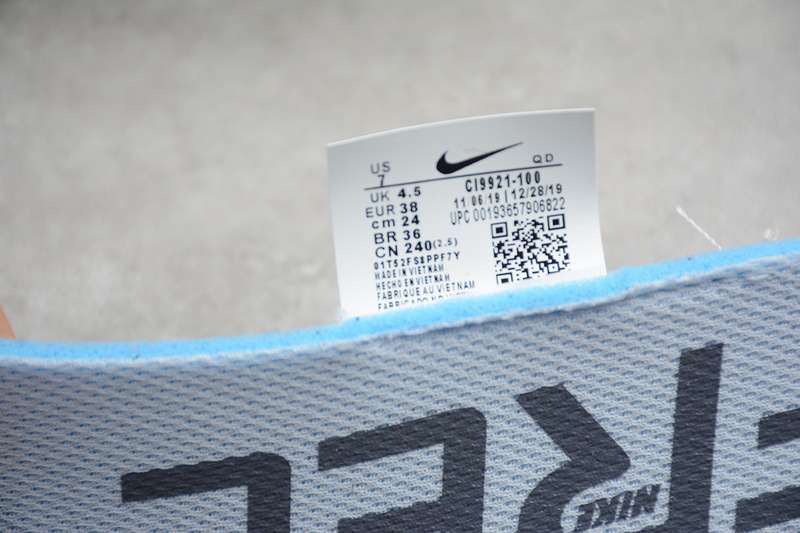 US
7
QD
UK 4.5
CI9921-100
EUR 38
11 06/19 | 12/28/19
cm 24
UPC 00193657906822
BR 36
CN 240(2.5)
01T52FS8PPF7Y
MADE IN VIETNAM
HECHO EN VIETNAM
FABRIQUE AU VIETNAM
NIKE